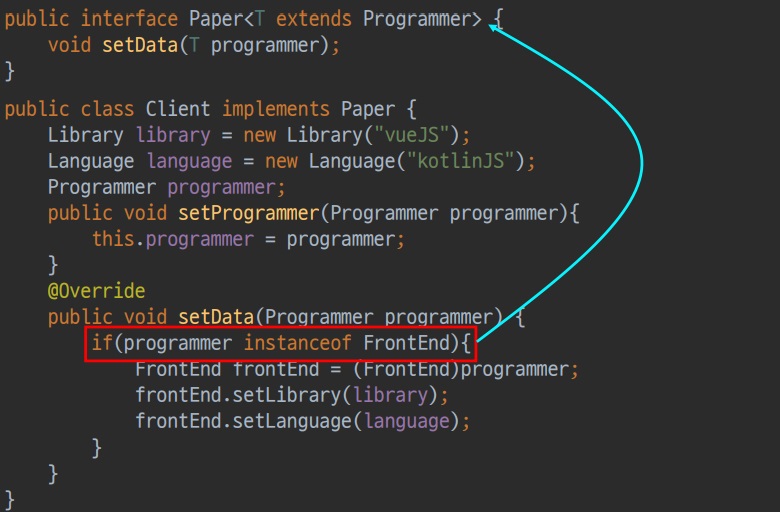 public interface Paper<T extends Programmer> {
void setData(T programmer);
}
public class Client implements Paper {
Library library = new Library("vueJS");
Language language = new Language("kotlinJS");
Programmer programmer;
public void setProgrammer(Programmer programmer){
this.programmer = programmer;
}
@Override
public void setData(Programmer programmer) {
if(programmer instanceof FrontEnd){
FrontEnd frontEnd = (FrontEnd)programmer;
frontEnd.setLibrary(library);
frontEnd.setLanguage(language);
}
}
}